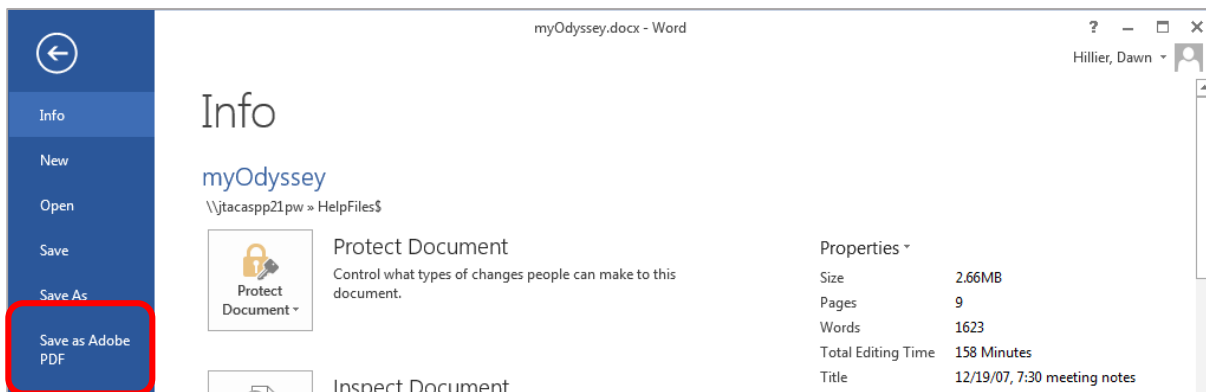 myOdyssey.docx - Word
?
Hillier, Dawn
Info
New
Open
Save
Save As
Save as Adobe
PDF
Info
myOdyssey
\\jtacaspp21pw » HelpFiles$
Protect
Document
Protect Document
Control what types of changes people can make to this
document.
Inspect Document
Properties
Size 2.66MB
Pages 9
Words 1623
Total Editing Time 158 Minutes
Title 12/19/07, 7:30 meeting notes